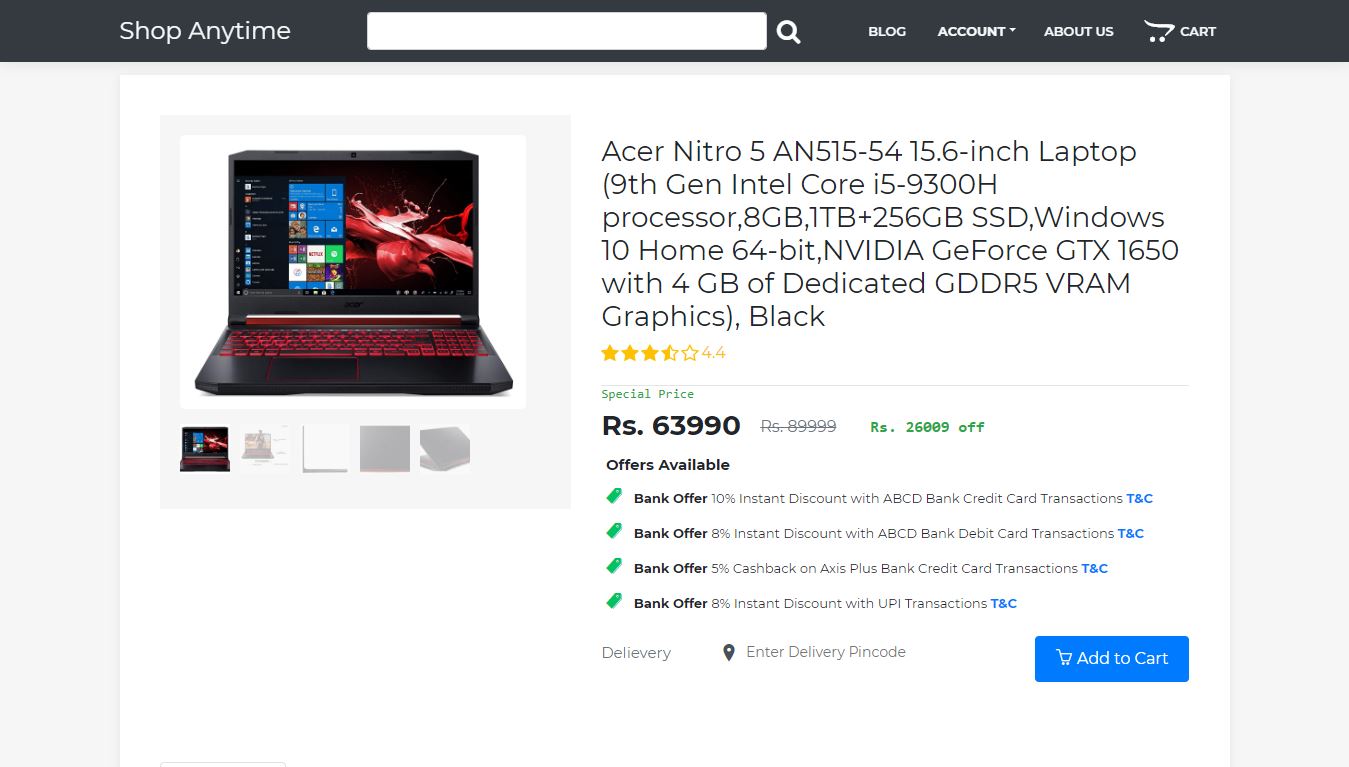 Shop Anytime
BLOG
ACCOUNT
ABOUT US
CART
Acer Nitro 5 AN515-54 15.6-inch Laptop
(9th Gen Intel Core i5-9300H
processor,8GB,1TB+256GB SSD,Windows
10 Home 64-bit,NVIDIA GeForce GTX 1650
with 4 GB of Dedicated GDDR5 VRAM
Graphics), Black
4.4
Special Price
Rs. 63990 Rs. 89999 Rs. 26009 off
Offers Available
Bank Offer 10% Instant Discount with ABCD Bank Credit Card Transactions T&C
Bank Offer 8% Instant Discount with ABCD Bank Debit Card Transactions T&C
Bank Offer 5% Cashback on Axis Plus Bank Credit Card Transactions T&C
Bank Offer 8% Instant Discount with UPI Transactions T&C
Delievery
Enter Delivery Pincode
Add to Cart
NETFLIX
acer